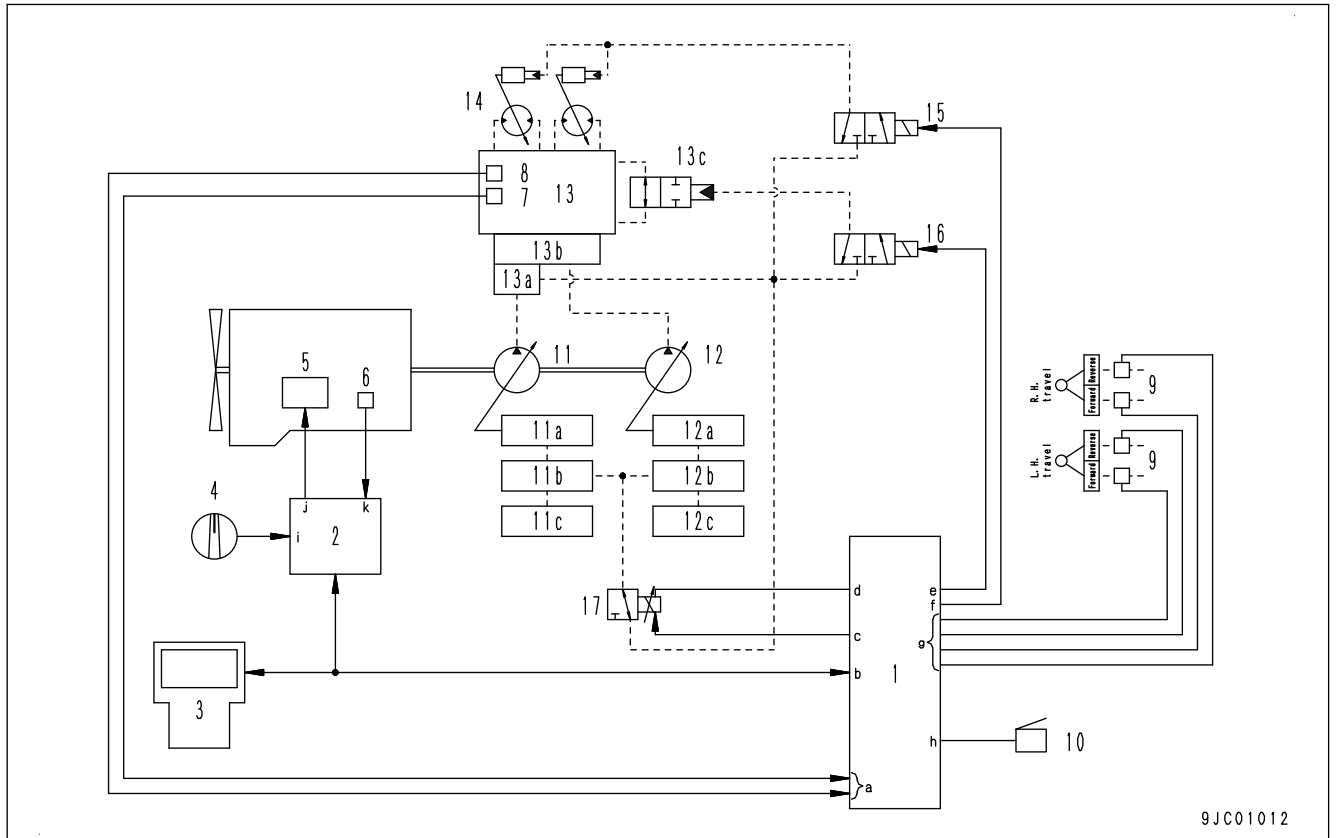 14
15
8
7
13
13c
13b
13a
16
5
6
11
12
R.H. travel
Forward Reverse
9
11a
12a
L.H. travel
Forward Reverse
9
4
11b
12b
j
k
i
2
11c
12c
17
d
e
f
c
g
3
b
1
h
10
a
9JC01012